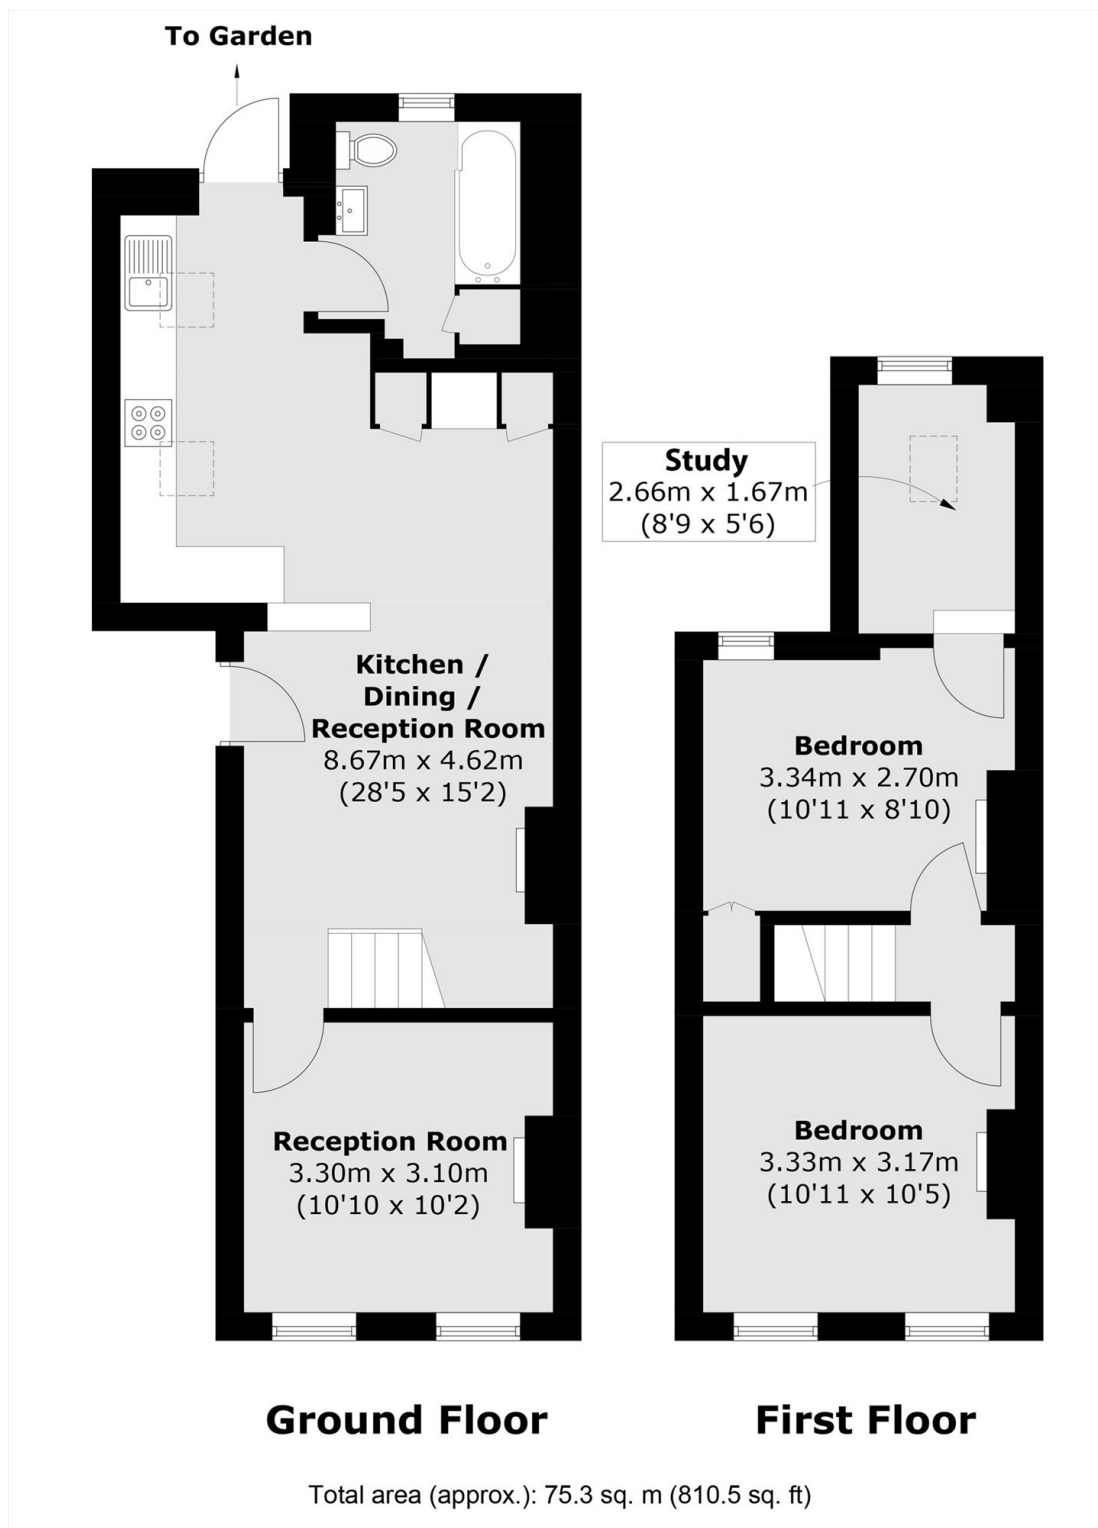 To Garden
Study
2.66m x 1.67m
(8'9 x 5'6)
Kitchen /
Dining /
Reception Room
8.67m x 4.62m
(28'5 x 15'2)
Bedroom
3.34m x 2.70m
(10'11 x 8'10)
Reception Room
3.30m x 3.10m
(10'10 x 10'2)
Bedroom
3.33m x 3.17m
(10'11 x 10'5)
Ground Floor
First Floor
Total area (approx.): 75.3 sq. m (810.5 sq. ft)